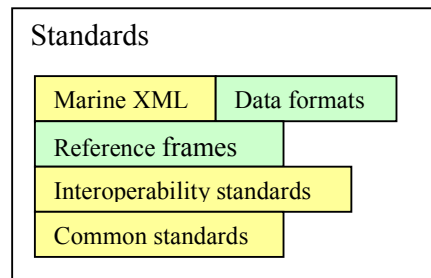 Standards
Marine XML Data formats
Reference frames
Interoperability standards
Common standards